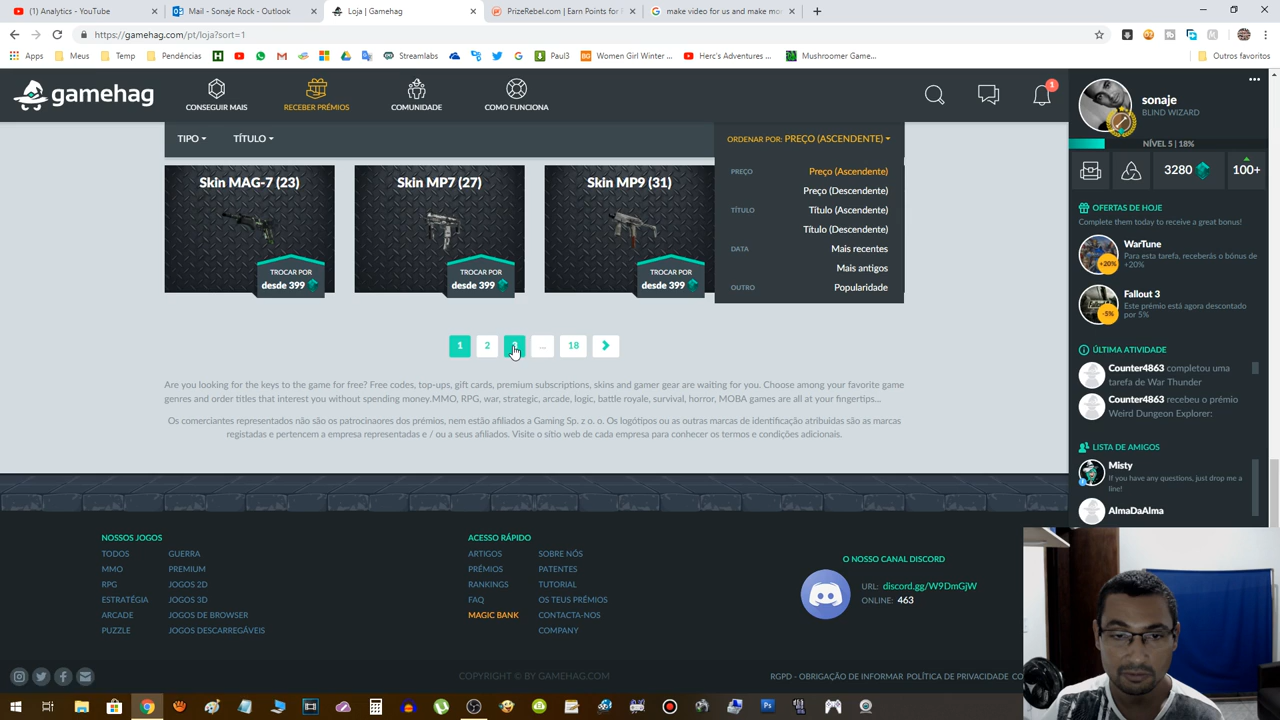 (1) Analytics - YouTube
Mail - Sonaje Rock - Outlook
Loja | Gamehag
PrizeRebel.com | Earn Points for
make video for us and make mo
https://gamehag.com/pt/loja?sort=1
Apps
Meus
Temp
Pendências
Streamlabs
Paul3
Women Girl Winter ...
Herc's Adventures ...
Mushroomer Gam...
Outros favoritos
gamehag
CONSEGUIR MAIS
RECEBER PRÉMIOS
COMUNIDADE
COMO FUNCIONA
1
sonaje
BLIND WIZARD
NÍVEL 5 | 18%
3280
100+
TIPO
TÍTULO
ORDENAR POR: PREÇO (ASCENDENTE)
PREÇO
Preço (Ascendente)
Preço (Descendente)
TÍTULO
Título (Ascendente)
Título (Descendente)
DATA
Mais recentes
Mais antigos
OUTRO
Popularidade
Skin MAG-7 (23)
TROCAR POR
desde 399
Skin MP7 (27)
TROCAR POR
desde 399
Skin MP9 (31)
TROCAR POR
desde 399
1
2
...
18
OFERTAS DE HOJE
Complete them today to receive a great bonus!
WarTune
Para esta tarefa, receberás o bónus de
+20%
+20%
Fallout 3
Este prémio está agora descontado
por 5%
-5%
ÚLTIMA ATIVIDADE
Counter4863 completou uma
tarefa de War Thunder
Counter4863 recebeu o prémio
Weird Dungeon Explorer:
LISTA DE AMIGOS
Misty
If you have any questions, just drop me a
line!
AlmaDaAlma
Are you looking for the keys to the game for free? Free codes, top-ups, gift cards, premium subscriptions, skins and gamer gear are waiting for you. Choose among your favorite game
genres and order titles that interest you without spending money.MMO, RPG, war, strategic, arcade, logic, battle royale, survival, horror, MOBA games are all at your fingertips...
Os comerciantes representados não são os patrocinadores dos prémios, nem estão afiliados a Gaming Sp. z o. o. Os logótipos ou as outras marcas de identificação atribuídas são as marcas
registadas e pertencem a empresa representadas e / ou a seus afiliados. Visite o sítio web de cada empresa para conhecer os termos e condições adicionais.
NOSSOS JOGOS
TODOS
MMO
RPG
ESTRATÉGIA
ARCADE
PUZZLE
GUERRA
PREMIUM
JOGOS 2D
JOGOS 3D
JOGOS DE BROWSER
JOGOS DESCARREGÁVEIS
ACESSO RÁPIDO
ARTIGOS
PRÉMIOS
RANKINGS
FAQ
MAGIC BANK
SOBRE NÓS
PATENTES
TUTORIAL
OS TEUS PRÉMIOS
CONTACTA-NOS
COMPANY
O NOSSO CANAL DISCORD
URL: discord.gg/W9DmGjW
ONLINE: 463
COPYRIGHT © BY GAMEHAG.COM
RGPD - OBRIGAÇÃO DE INFORMAR
POLÍTICA DE PRIVACIDADE
CO